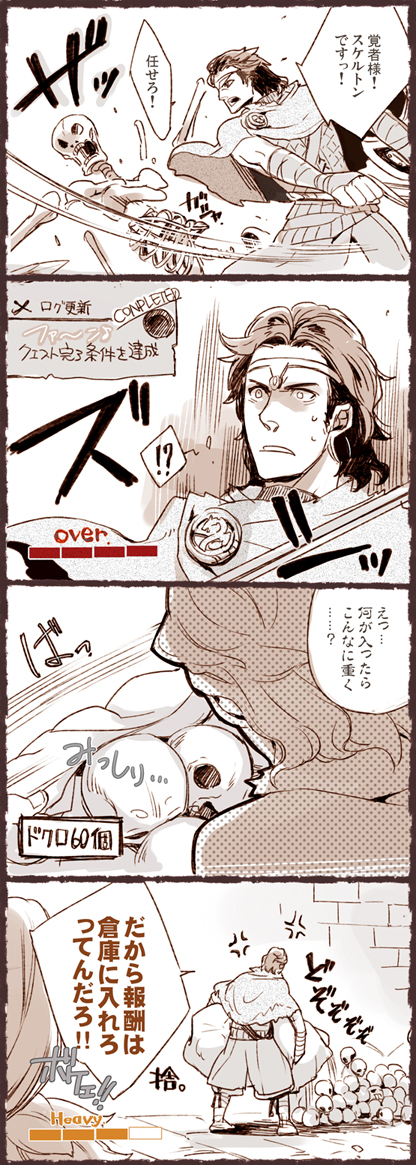 覚者様！
スケルトン
ですっ！
任せろ！
ザッ
ガシャァ
ログ更新
COMPLETED
ファ～ン♪
クエスト完了条件を達成
!?
ズッ
over.
えっ…
何が入ったら
こんなに重く
……？
ばっ
みっしり…
ドクロ60個
だから報酬は
倉庫に入れろ
ってんだろ!!
どぞぞぞぞ
捨。
ポイェ!!
Heavy.